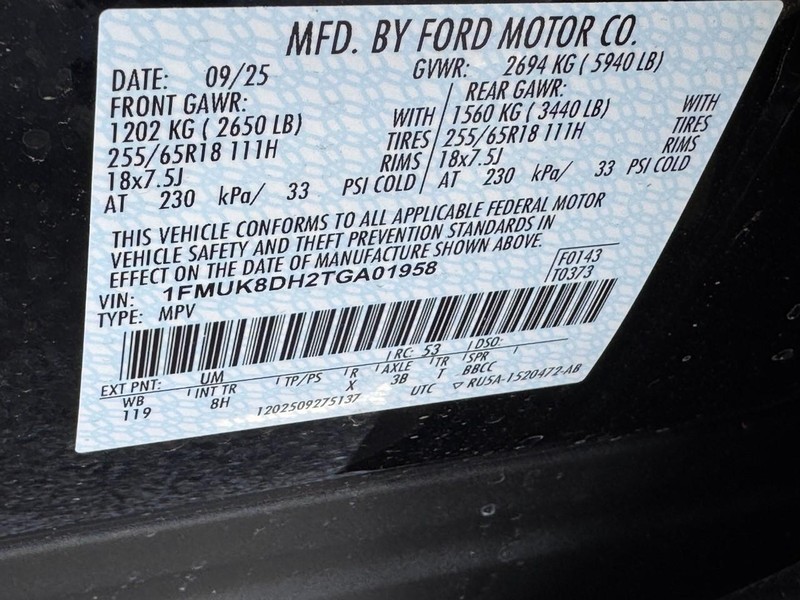 MFD. BY FORD MOTOR CO.
DATE: 09/25 GVWR: 2694 KG ( 5940 LB)
FRONT GAWR: REAR GAWR:
1202 KG ( 2650 LB) WITH 1560 KG ( 3440 LB) WITH
255/65R18 111H TIRES 255/65R18 111H TIRES
18x7.5J RIMS 18x7.5J RIMS
AT 230 kPa/ 33 PSI COLD AT 230 kPa/ 33 PSI COLD
THIS VEHICLE CONFORMS TO ALL APPLICABLE FEDERAL MOTOR
VEHICLE SAFETY AND THEFT PREVENTION STANDARDS IN
EFFECT ON THE DATE OF MANUFACTURE SHOWN ABOVE.
VIN: 1FMUK8DH2TGA01958 F0143
TYPE: MPV T0373
EXT PNT: UM RC: 53 DSO:
WB INT TR TP/PS R AXLE TR SPR
119 8H X 3B T BBCC
1202509275137 UTC ▽ RU5A-1520472-AB